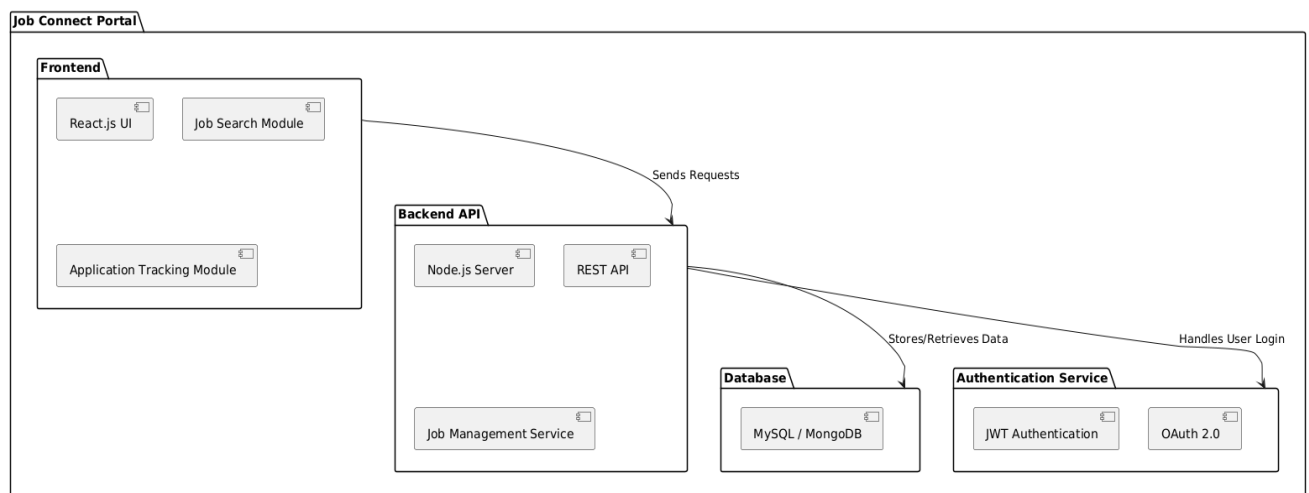 Job Connect Portal
Frontend
React.js UI
Job Search Module
Application Tracking Module
Sends Requests
Backend API
Node.js Server
REST API
Job Management Service
Stores/Retrieves Data
Handles User Login
Database
MySQL / MongoDB
Authentication Service
JWT Authentication
OAuth 2.0